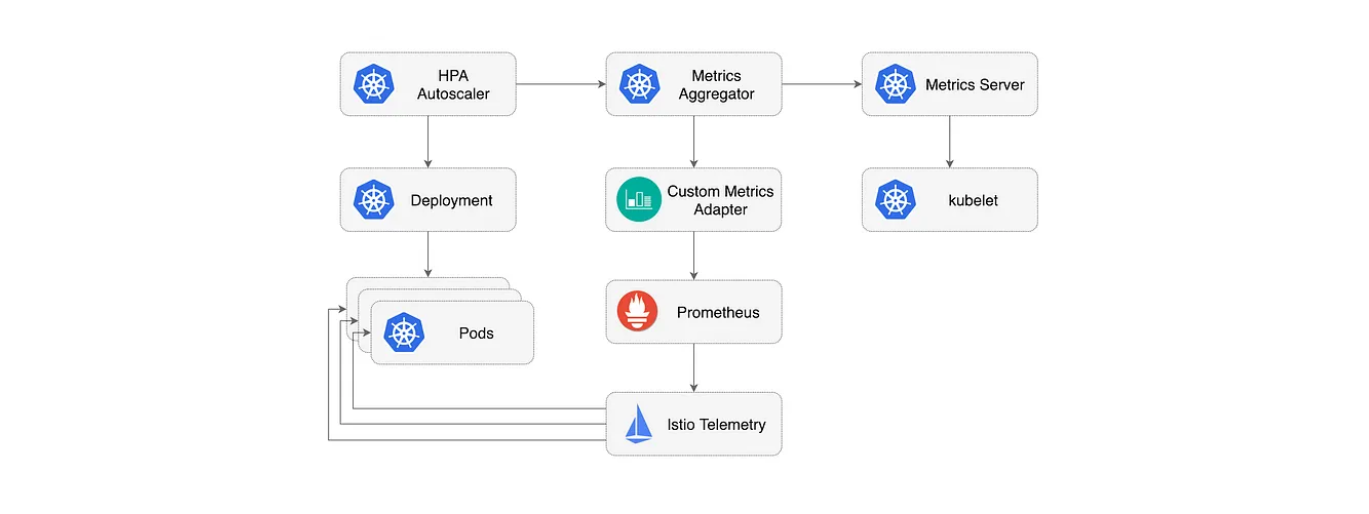 HPA
Autoscaler
Metrics
Aggregator
Metrics Server
Deployment
Custom Metrics
Adapter
kubelet
Prometheus
Pods
Istio Telemetry